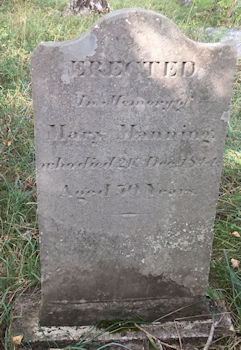 ERECTED
In Memory of
Mary Manning
who died 21st Dec. 1844
Aged 70 Years